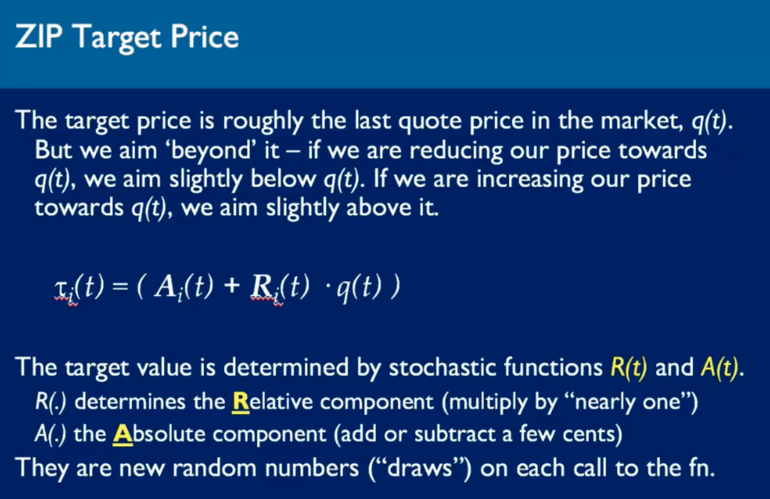 ZIP Target Price
The target price is roughly the last quote price in the market, q(t).
But we aim ‘beyond’ it – if we are reducing our price towards
q(t), we aim slightly below q(t). If we are increasing our price
towards q(t), we aim slightly above it.
τᵢ(t) = ( Aᵢ(t) + Rᵢ(t) · q(t) )
The target value is determined by stochastic functions R(t) and A(t).
R(.) determines the Relative component (multiply by “nearly one”)
A(.) the Absolute component (add or subtract a few cents)
They are new random numbers (“draws”) on each call to the fn.